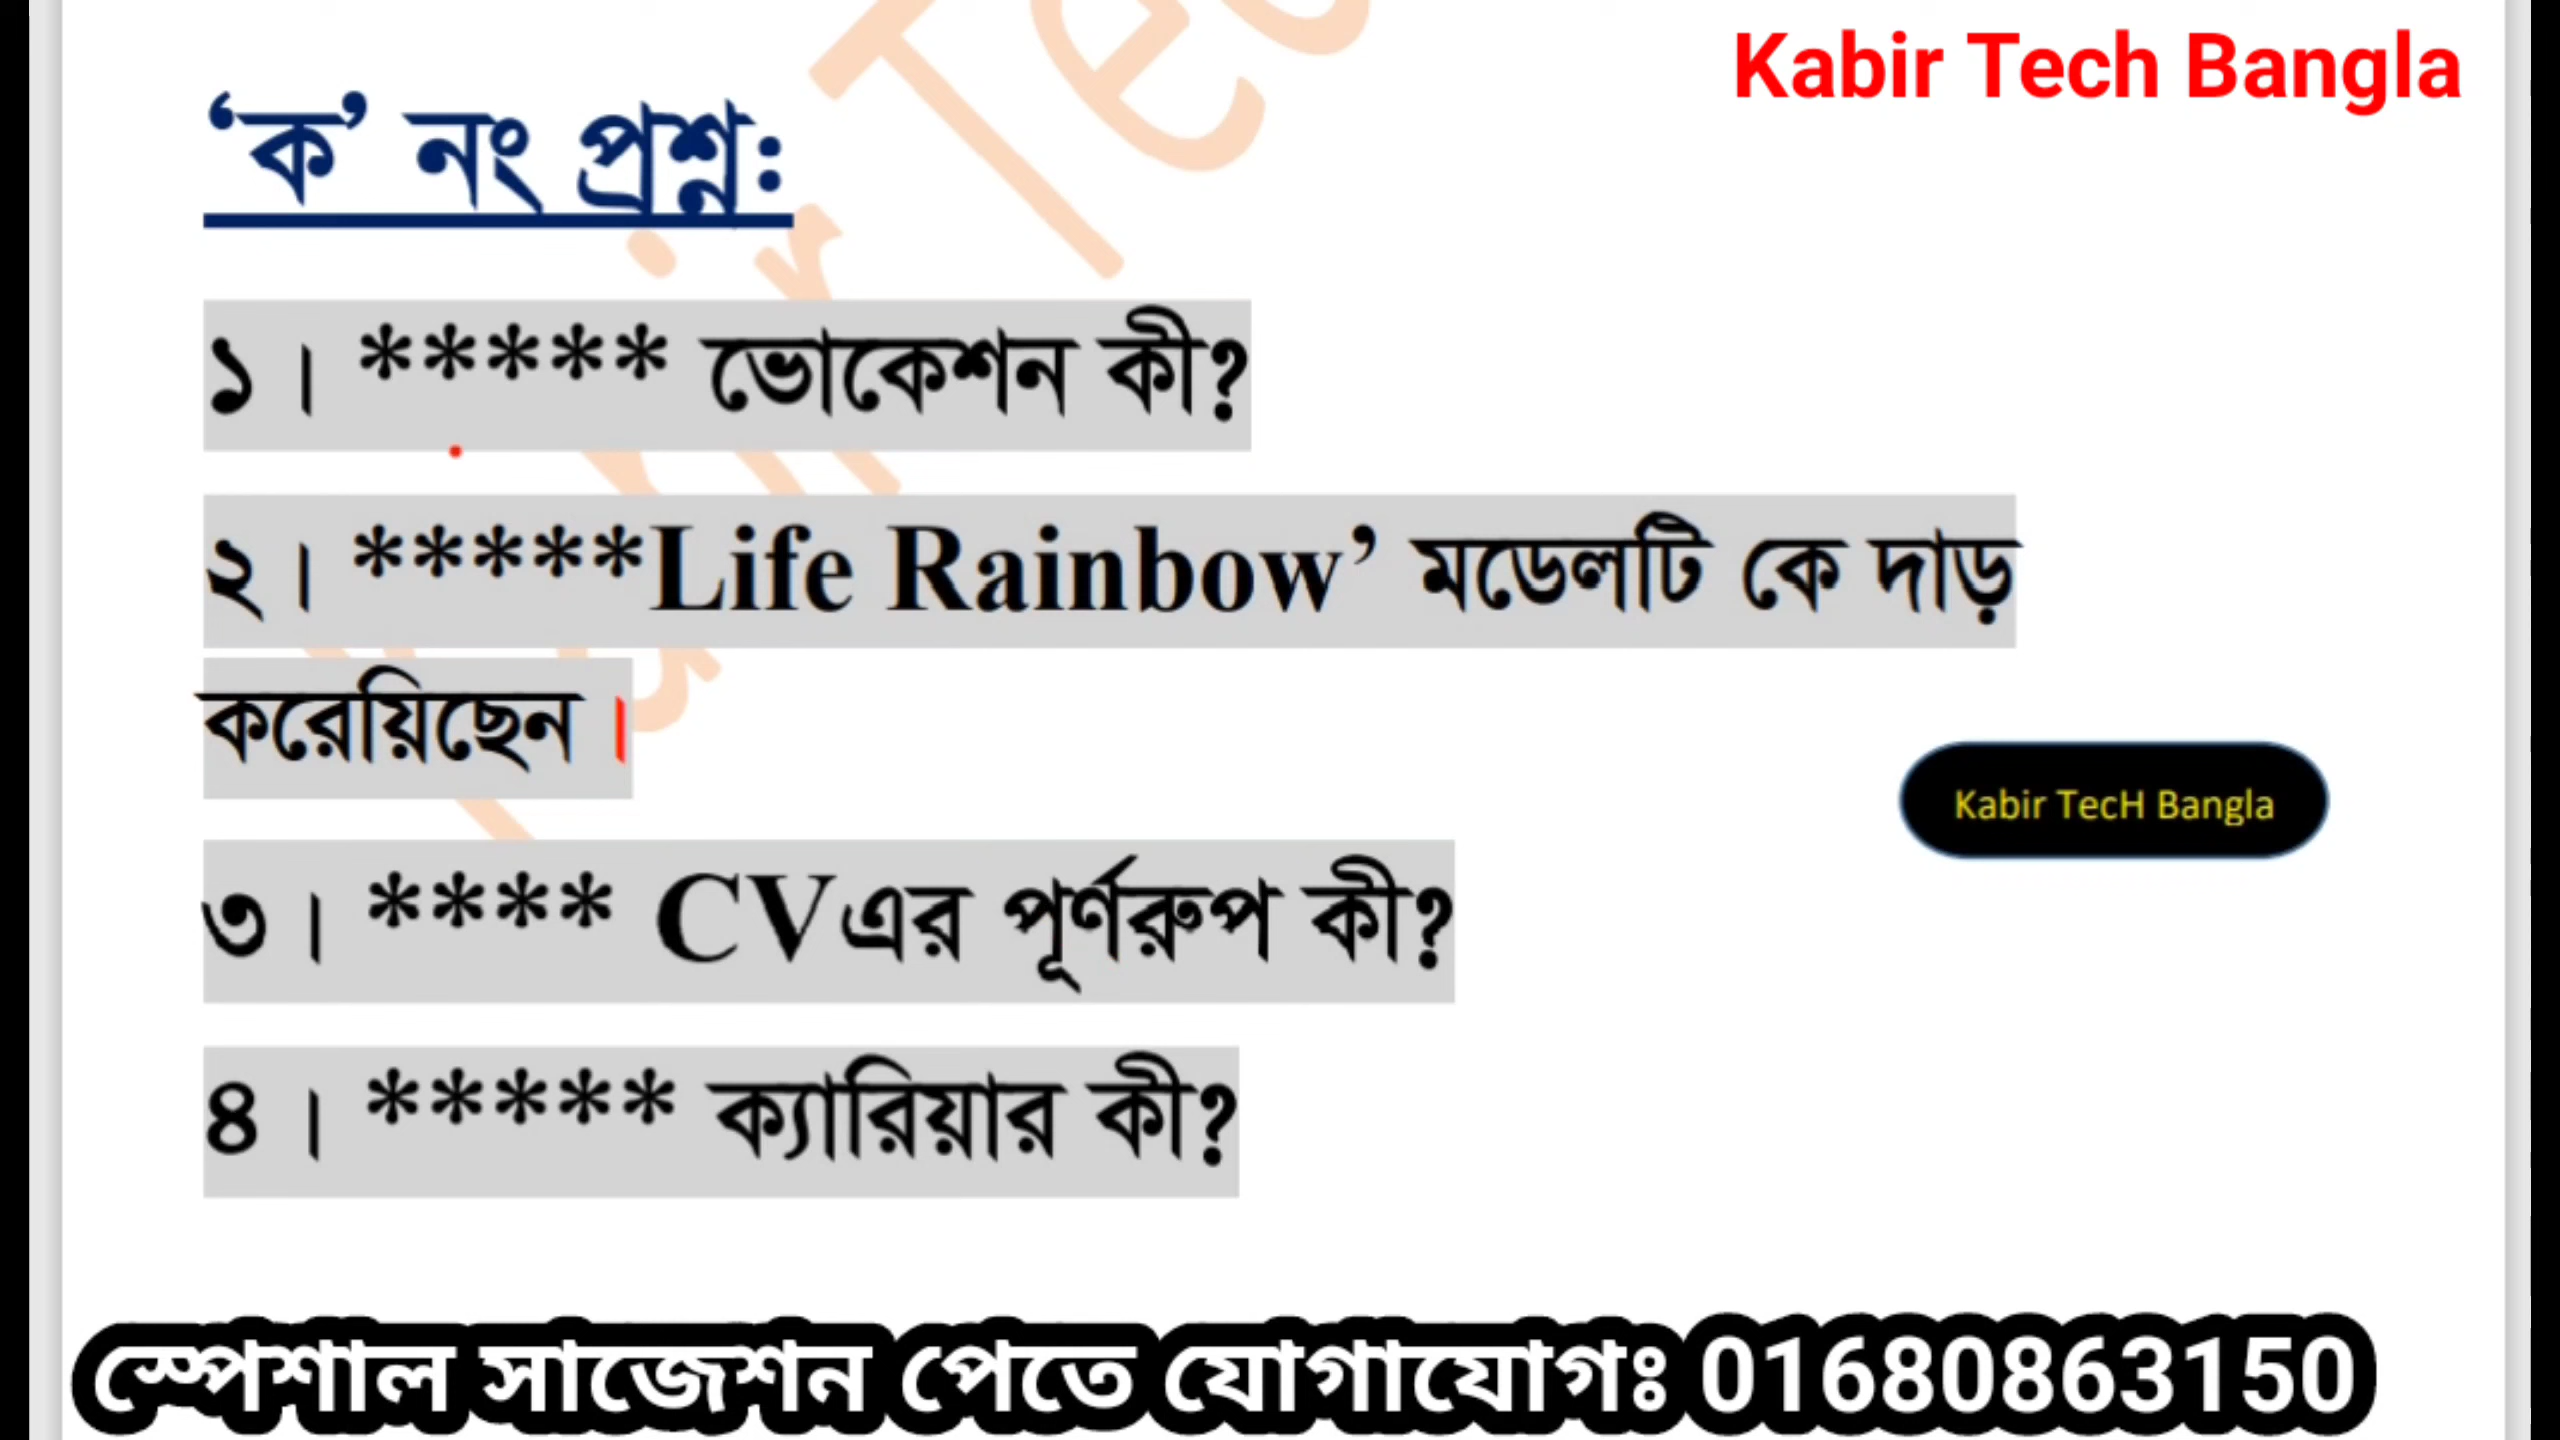 Kabir Tech Bangla
‘ক’ নং প্রশ্নঃ
১। ***** ভোকেশন কী?
২। *****Life Rainbow’ মডেলটি কে দাড়
করেয়িছেন।
Kabir TecH Bangla
৩। **** CVএর পূর্ণরুপ কী?
৪। ***** ক্যারিয়ার কী?
স্পেশাল সাজেশন পেতে যোগাযোগঃ 01680863150